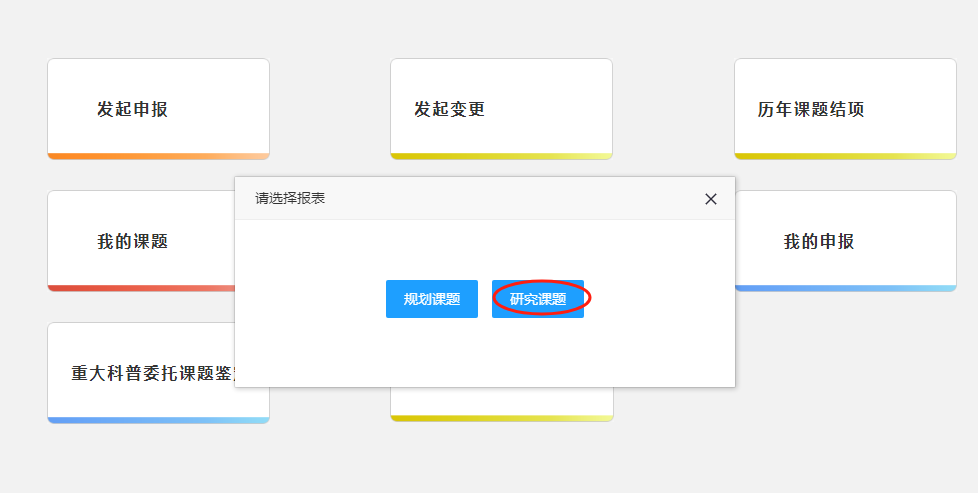 发起申报
发起变更
历年课题结项
请选择报表
我的课题
我的申报
规划课题
研究课题
重大科普委托课题鉴